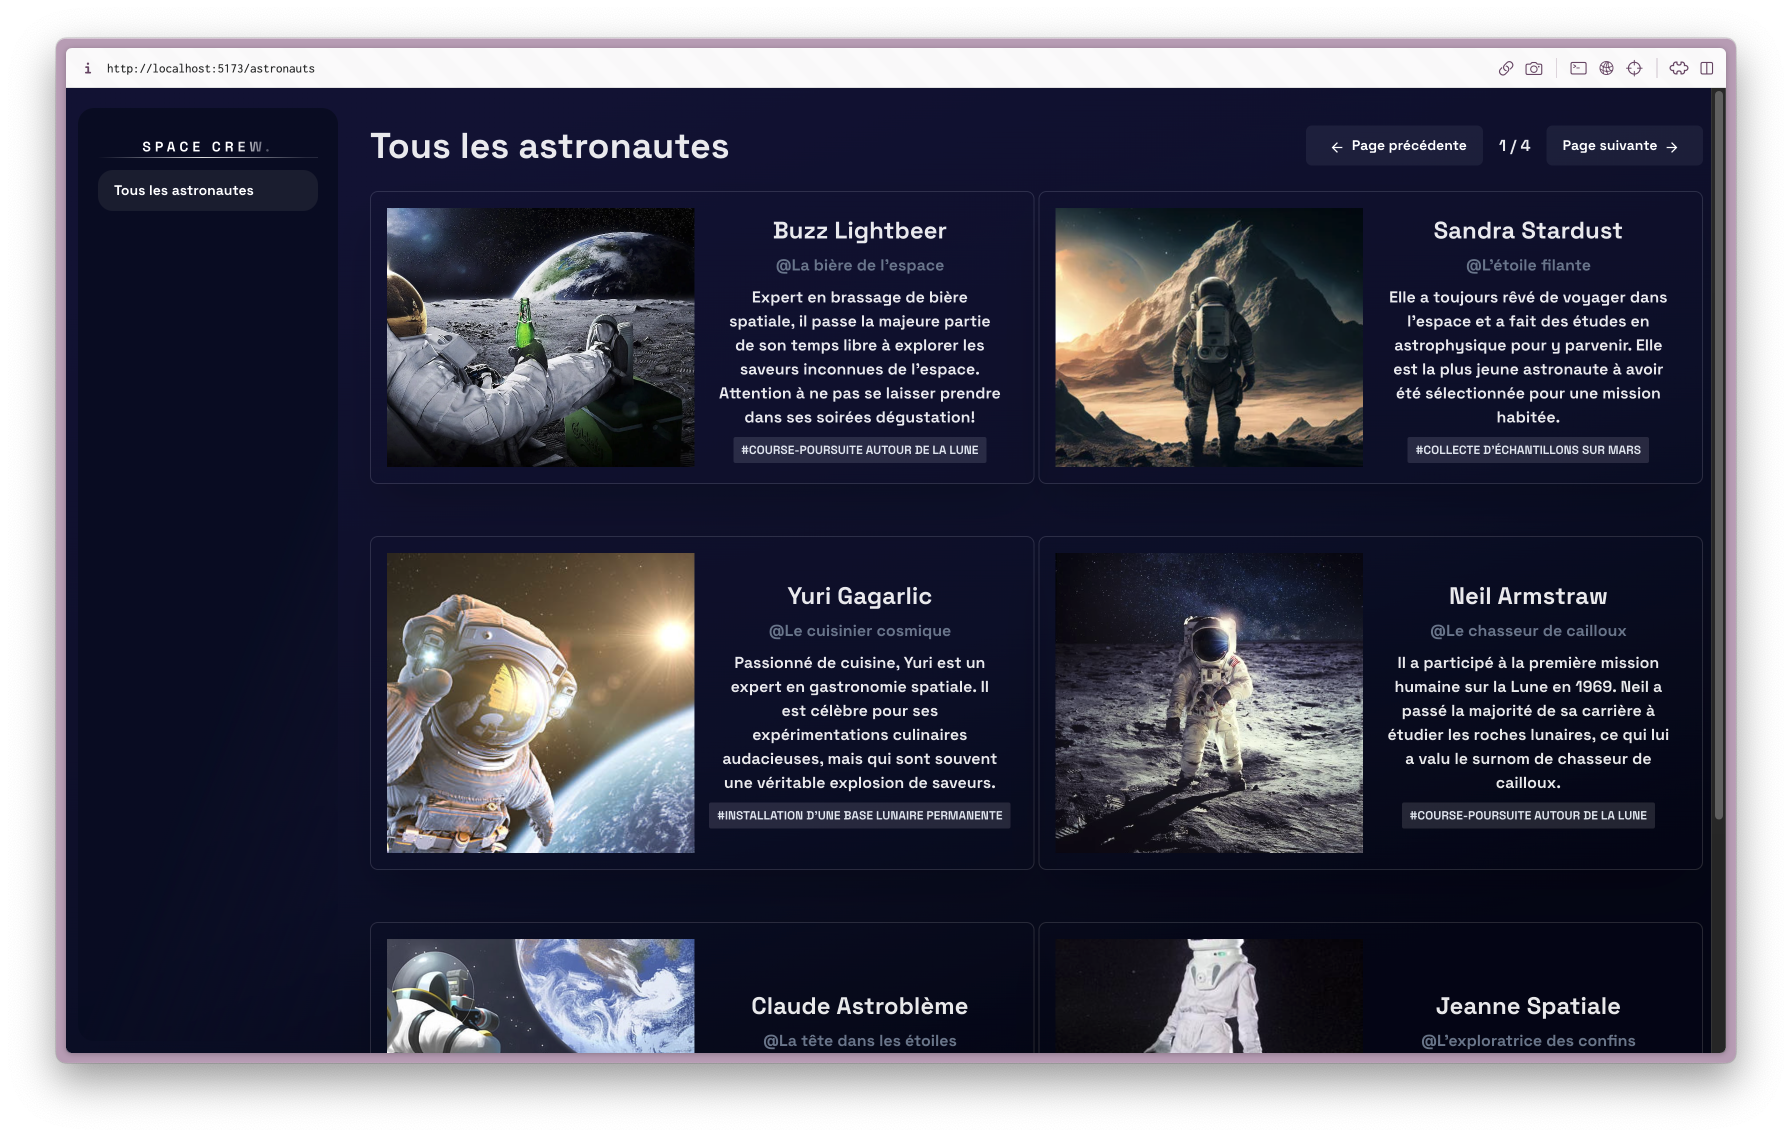 http://localhost:5173/astronauts
SPACE CREW.
Tous les astronautes
Tous les astronautes
← Page précédente
1 / 4
Page suivante →
Buzz Lightbeer
@La bière de l'espace
Expert en brassage de bière
spatiale, il passe la majeure partie
de son temps libre à explorer les
saveurs inconnues de l'espace.
Attention à ne pas se laisser prendre
dans ses soirées dégustation!
#COURSE-POURSUITE AUTOUR DE LA LUNE
Sandra Stardust
@L'étoile filante
Elle a toujours rêvé de voyager dans
l'espace et a fait des études en
astrophysique pour y parvenir. Elle
est la plus jeune astronaute à avoir
été sélectionnée pour une mission
habitée.
#COLLECTE D'ÉCHANTILLONS SUR MARS
Yuri Gagarlic
@Le cuisinier cosmique
Passionné de cuisine, Yuri est un
expert en gastronomie spatiale. Il
est célèbre pour ses
expérimentations culinaires
audacieuses, mais qui sont souvent
une véritable explosion de saveurs.
#INSTALLATION D'UNE BASE LUNAIRE PERMANENTE
Neil Armstraw
@Le chasseur de cailloux
Il a participé à la première mission
humaine sur la Lune en 1969. Neil a
passé la majorité de sa carrière à
étudier les roches lunaires, ce qui lui
a valu le surnom de chasseur de
cailloux.
#COURSE-POURSUITE AUTOUR DE LA LUNE
Claude Astroblème
@La tête dans les étoiles
Jeanne Spatiale
@L'exploratrice des confins